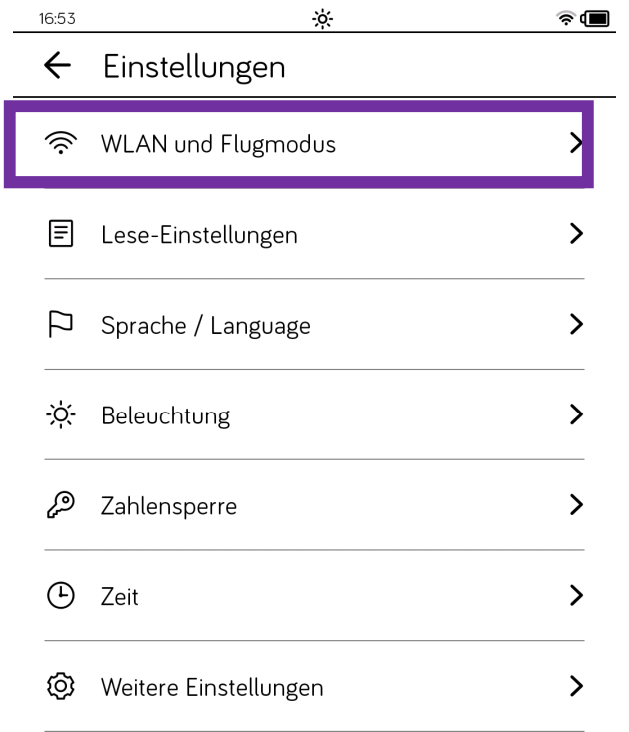 16:53
Einstellungen
WLAN und Flugmodus
Lese-Einstellungen
Sprache / Language
Beleuchtung
Zahlensperre
Zeit
Weitere Einstellungen